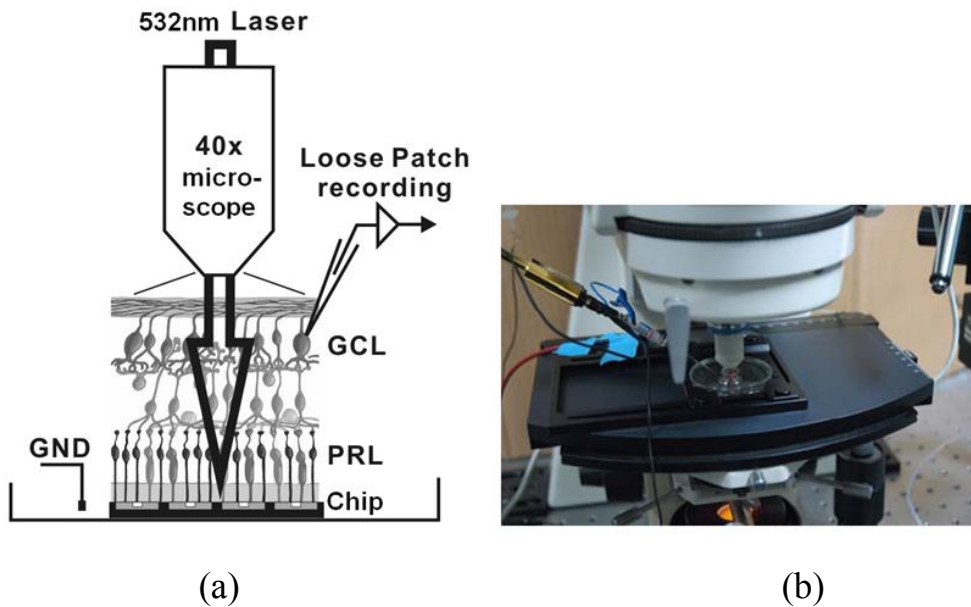 532nm Laser
40x
micro-
scope
Loose Patch
recording
GCL
GND
PRL
Chip
(a)
(b)